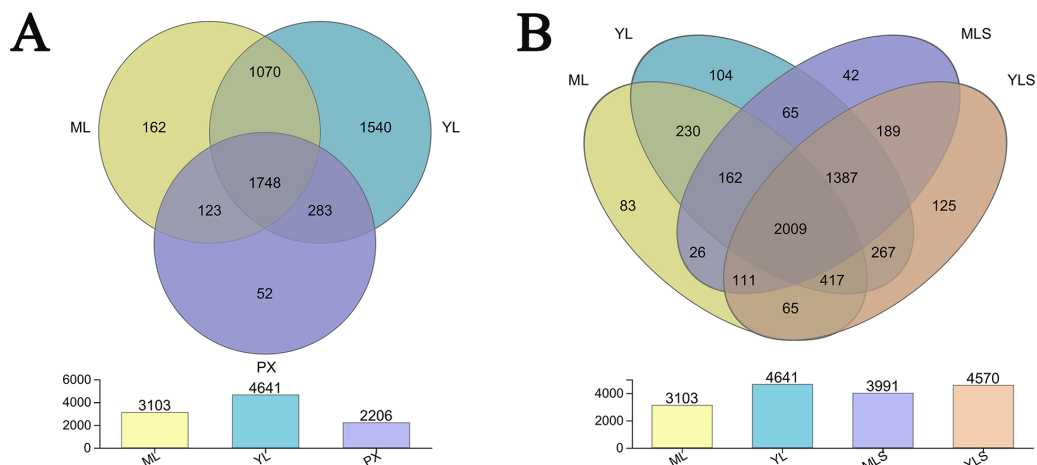 A
ML
YL
1070
162
1540
1748
123
283
52
PX
6000
4000
2000
0
3103
4641
2206
ML
YL
PX
B
YL
MLS
ML
YLS
104
42
65
230
189
162
1387
83
125
2009
26
267
111
417
65
4000
2000
0
3103
4641
3991
4570
ML
YL
MLS
YLS